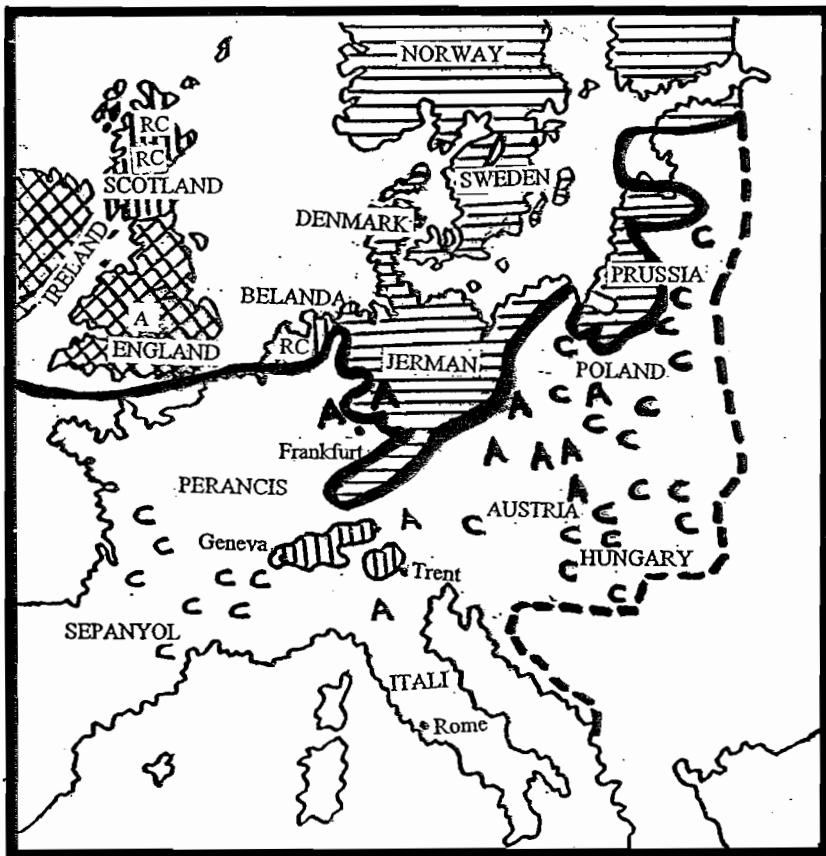 NORWAY
RC
RC
SCOTLAND
SWEDEN
DENMARK
IRELAND
C
PRUSSIA
BELANDA
C
A
C
ENGLAND
RC
C
JERMAN
C
POLAND
A
C
A
A
A
C
C
C
Frankfurt
A
A
A
PERANCIS
A
C
C
C
AUSTRIA
C
A
C
C
C
C
C
Geneva
HUNGARY
Trent
C
C
C
C
C
C
C
A
SEPANYOL
C
ITALI
Rome